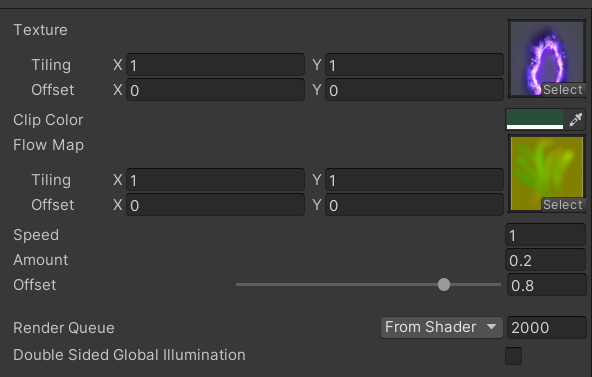 Texture
Tiling X 1 Y 1
Offset X 0 Y 0
Select
Clip Color
Flow Map
Tiling X 1 Y 1
Offset X 0 Y 0
Select
Speed 1
Amount 0.2
Offset 0.8
Render Queue From Shader 2000
Double Sided Global Illumination